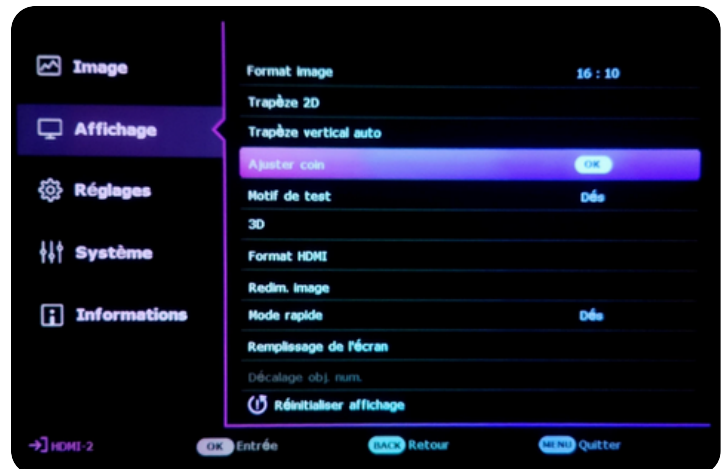 Image
Affichage
Réglages
Système
Informations
Format image 16 : 10
Trapèze 2D
Trapèze vertical auto
Ajuster coin OK
Motif de test Dés
3D
Format HDMI
Redim. image
Mode rapide Dés
Remplissage de l'écran
Décalage obj. num.
Réinitialiser affichage
HDMI-2 OK Entrée BACK Retour MENU Quitter